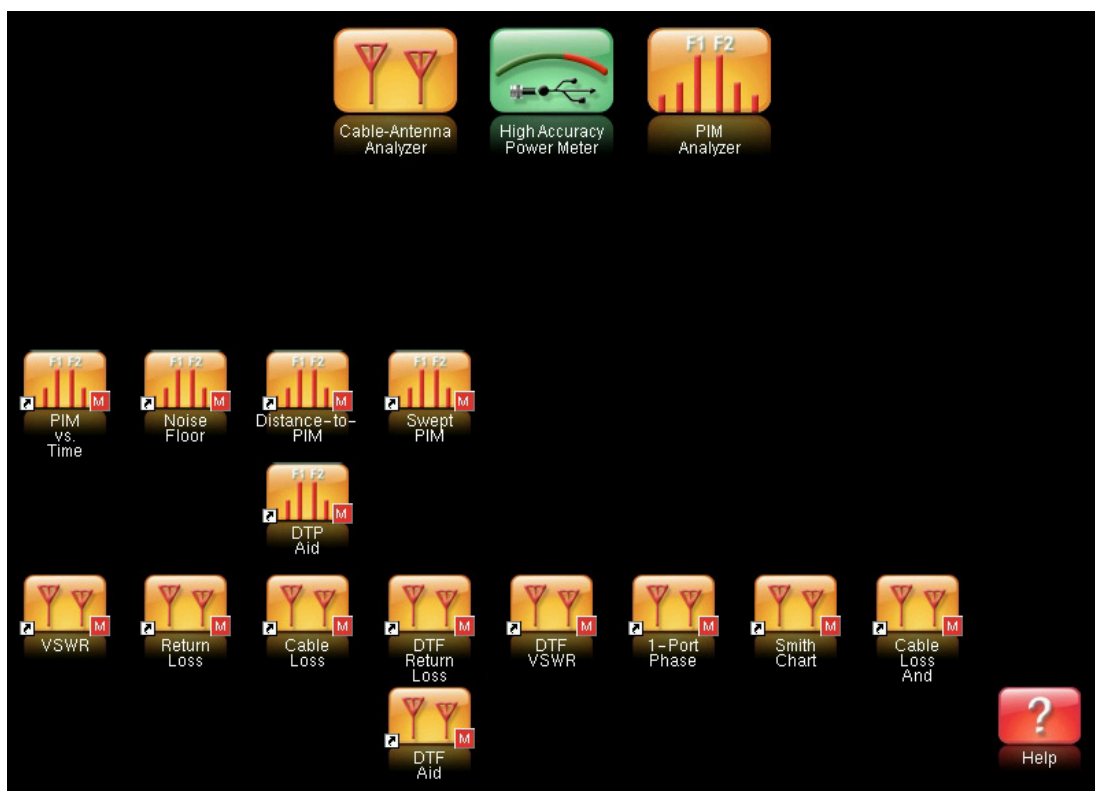 Cable-Antenna
Analyzer
High Accuracy
Power Meter
F1 F2
PIM
Analyzer
F1 F2
M
PIM
vs.
Time
F1 F2
M
Noise
Floor
F1 F2
M
Distance-to-
PIM
F1 F2
M
Swept
PIM
F1 F2
M
DTP
Aid
M
VSWR
M
Return
Loss
M
Cable
Loss
M
DTF
Return
Loss
M
DTF
VSWR
M
1-Port
Phase
M
Smith
Chart
M
Cable
Loss
And
M
DTF
Aid
?
Help